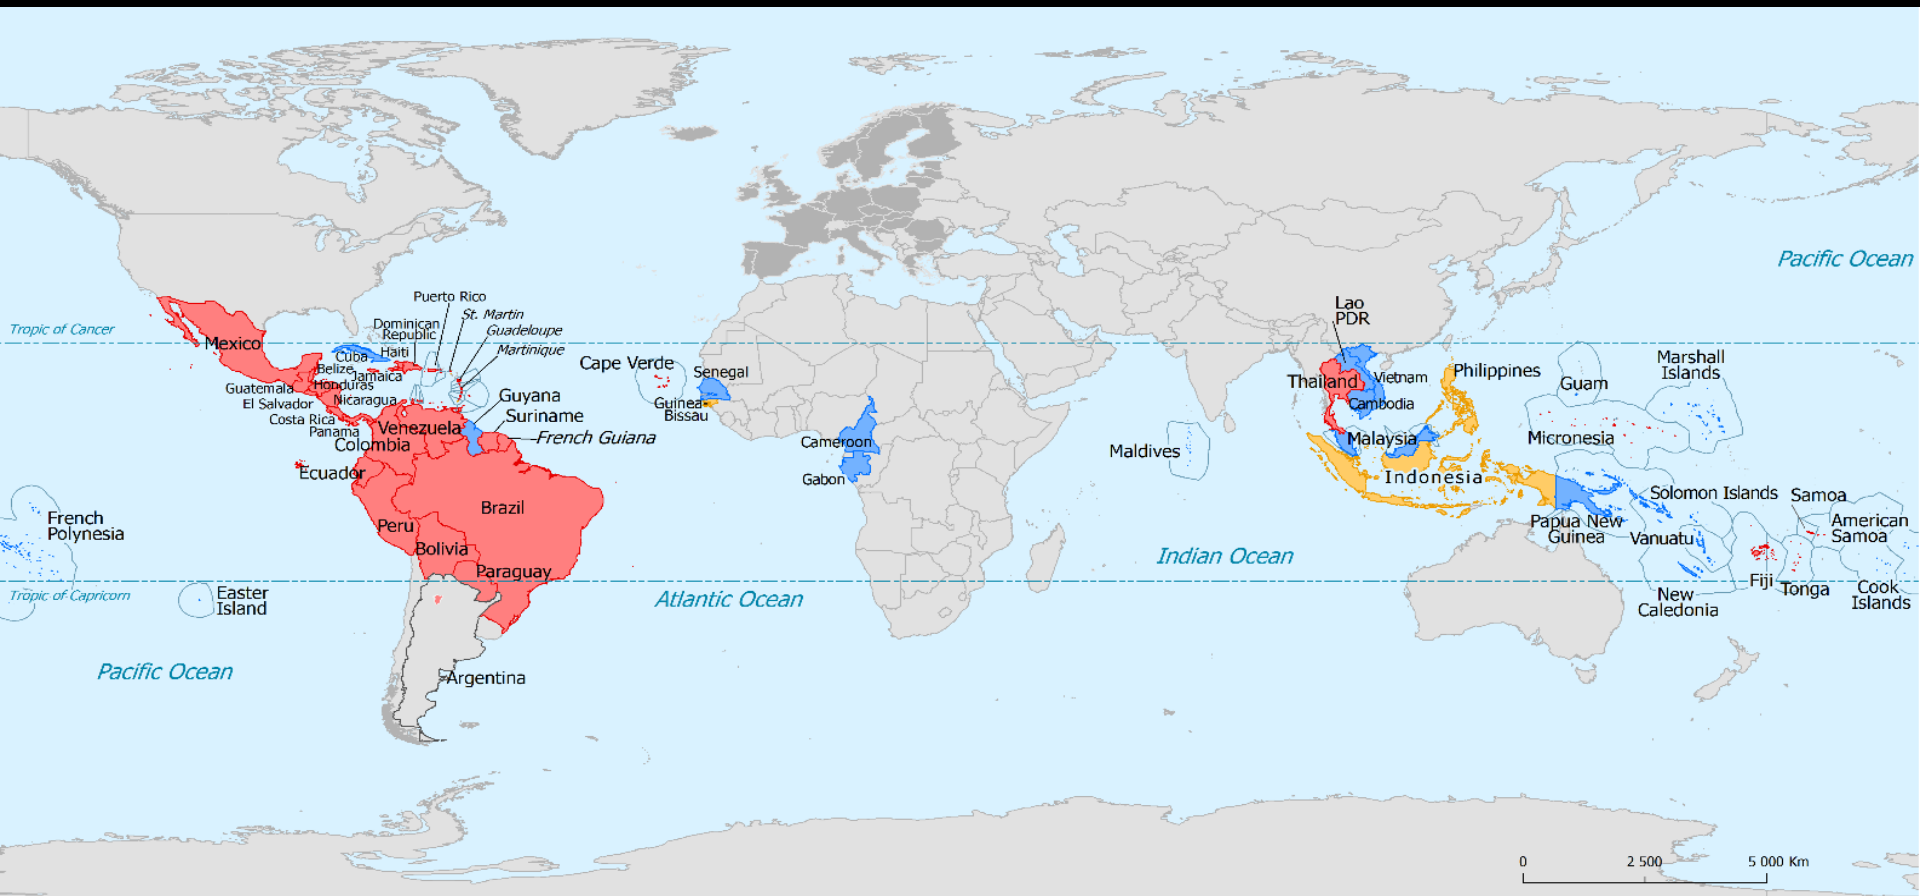 Pacific Ocean
Puerto Rico
Lao
PDR
St. Martin
Tropic of Cancer
Dominican
Republic
Guadeloupe
Mexico
Martinique
Cuba
Haiti
Cape Verde
Senegal
Philippines
Marshall
Islands
Belize
Jamaica
Thailand
Vietnam
Guam
Guatemala
Honduras
El Salvador
Nicaragua
Guyana
Guinea-
Bissau
Cambodia
Costa Rica
Panama
Suriname
Venezuela
Colombia
French Guiana
Cameroon
Maldives
Malaysia
Micronesia
Ecuador
Gabon
Indonesia
Brazil
Solomon Islands
Samoa
French
Polynesia
Peru
Papua New
Guinea
American
Samoa
Vanuatu
Bolivia
Indian Ocean
Paraguay
Fiji
Tonga
Cook
Islands
Tropic of Capricorn
Easter
Island
Atlantic Ocean
New
Caledonia
Pacific Ocean
Argentina
0
2 500
5 000 Km